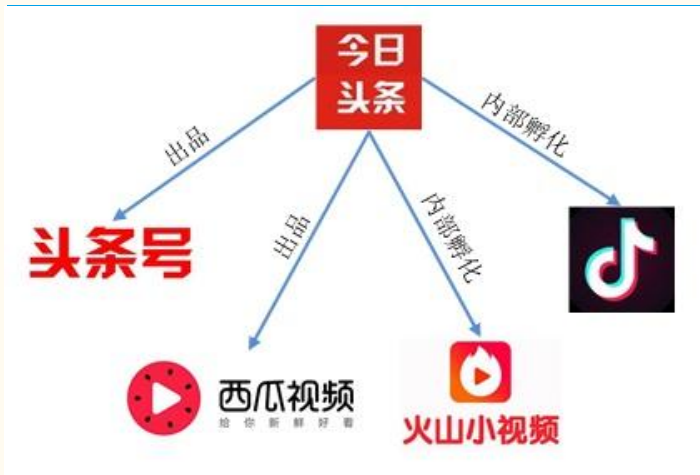 今日
头条
出品
内部孵化
出品
内部孵化
头条号
西瓜视频
给你新鲜好看
火山小视频